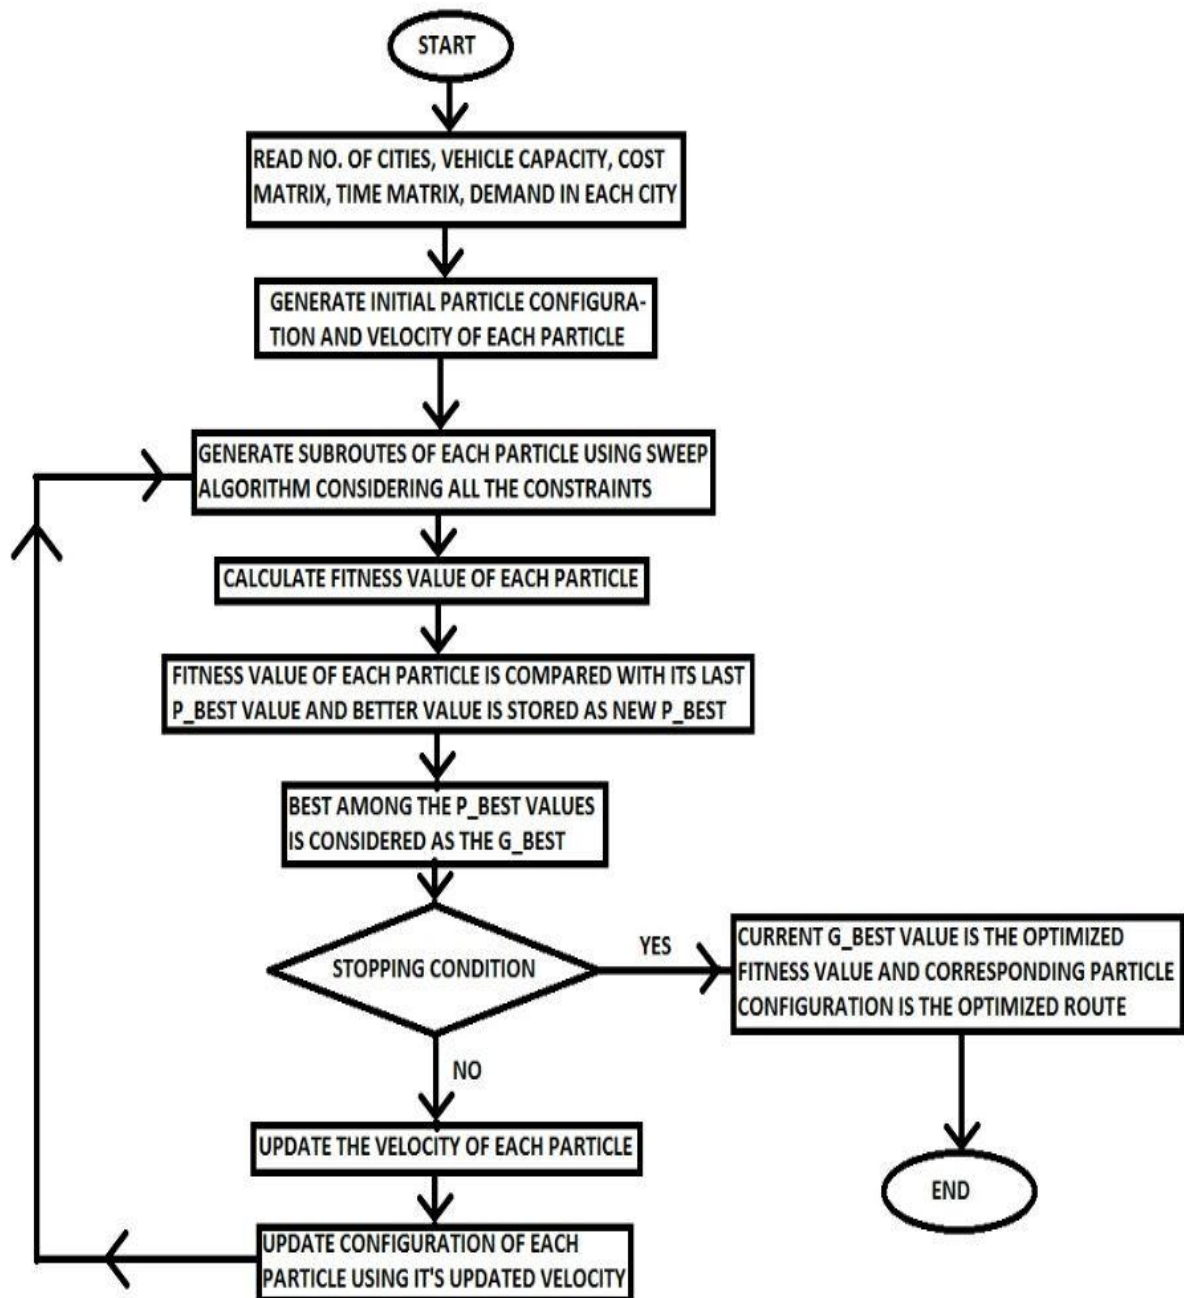 START
READ NO. OF CITIES, VEHICLE CAPACITY, COST
MATRIX, TIME MATRIX, DEMAND IN EACH CITY
GENERATE INITIAL PARTICLE CONFIGURA-
TION AND VELOCITY OF EACH PARTICLE
GENERATE SUBROUTES OF EACH PARTICLE USING SWEEP
ALGORITHM CONSIDERING ALL THE CONSTRAINTS
CALCULATE FITNESS VALUE OF EACH PARTICLE
FITNESS VALUE OF EACH PARTICLE IS COMPARED WITH ITS LAST
P_BEST VALUE AND BETTER VALUE IS STORED AS NEW P_BEST
BEST AMONG THE P_BEST VALUES
IS CONSIDERED AS THE G_BEST
STOPPING CONDITION
YES
CURRENT G_BEST VALUE IS THE OPTIMIZED
FITNESS VALUE AND CORRESPONDING PARTICLE
CONFIGURATION IS THE OPTIMIZED ROUTE
NO
UPDATE THE VELOCITY OF EACH PARTICLE
END
UPDATE CONFIGURATION OF EACH
PARTICLE USING IT'S UPDATED VELOCITY